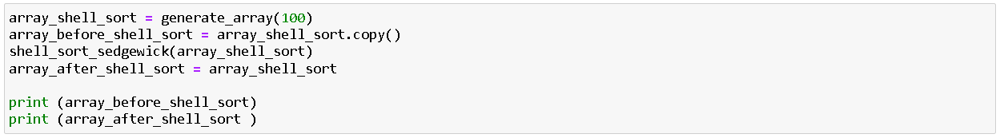 array_shell_sort = generate_array(100)
array_before_shell_sort = array_shell_sort.copy()
shell_sort_sedgewick(array_shell_sort)
array_after_shell_sort = array_shell_sort

print (array_before_shell_sort)
print (array_after_shell_sort )